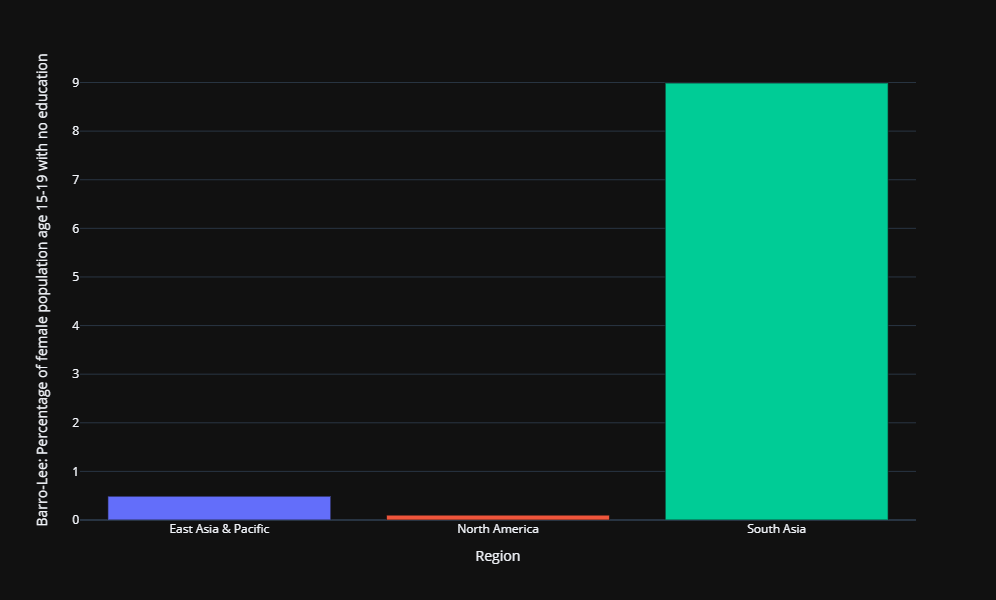 Barro-Lee: Percentage of female population age 15-19 with no education
9
8
7
6
5
4
3
2
1
0
East Asia & Pacific
North America
South Asia
Region